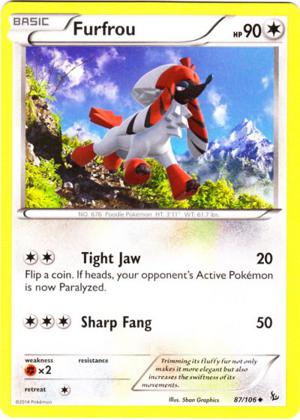 BASIC
Furfrou
HP 90
NO. 676 Poodle Pokémon HT: 3'11" WT: 61.7 lbs.
Tight Jaw 20
Flip a coin. If heads, your opponent's Active Pokémon
is now Paralyzed.
Sharp Fang 50
weakness
×2
resistance
retreat
Trimming its fluffy fur not only
makes it more elegant but also
increases the swiftness of its
movements.
©2014 Pokémon
Illus. 5ban Graphics
87/106